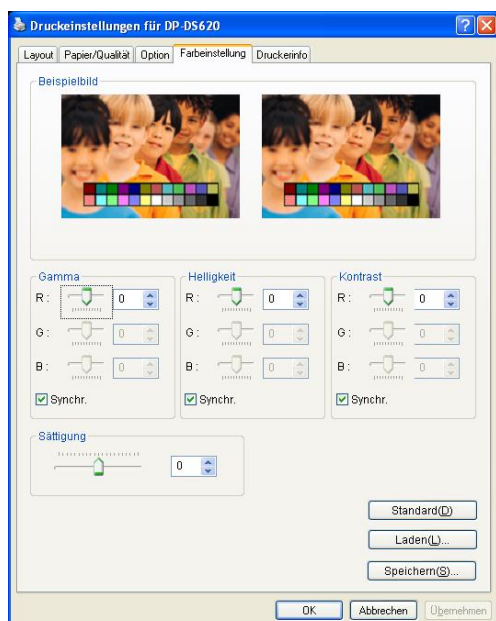 Druckeinstellungen für DP-DS620
Layout Papier/Qualität Option Farbeinstellung Druckerinfo
Beispielbild
Gamma Helligkeit Kontrast
R: 0 R: 0 R: 0
G: 0 G: 0 G: 0
B: 0 B: 0 B: 0
Synchr. Synchr. Synchr.
Sättigung
0
Standard(D)
Laden(L)...
Speichern(S)...
OK Abbrechen Übernehmen